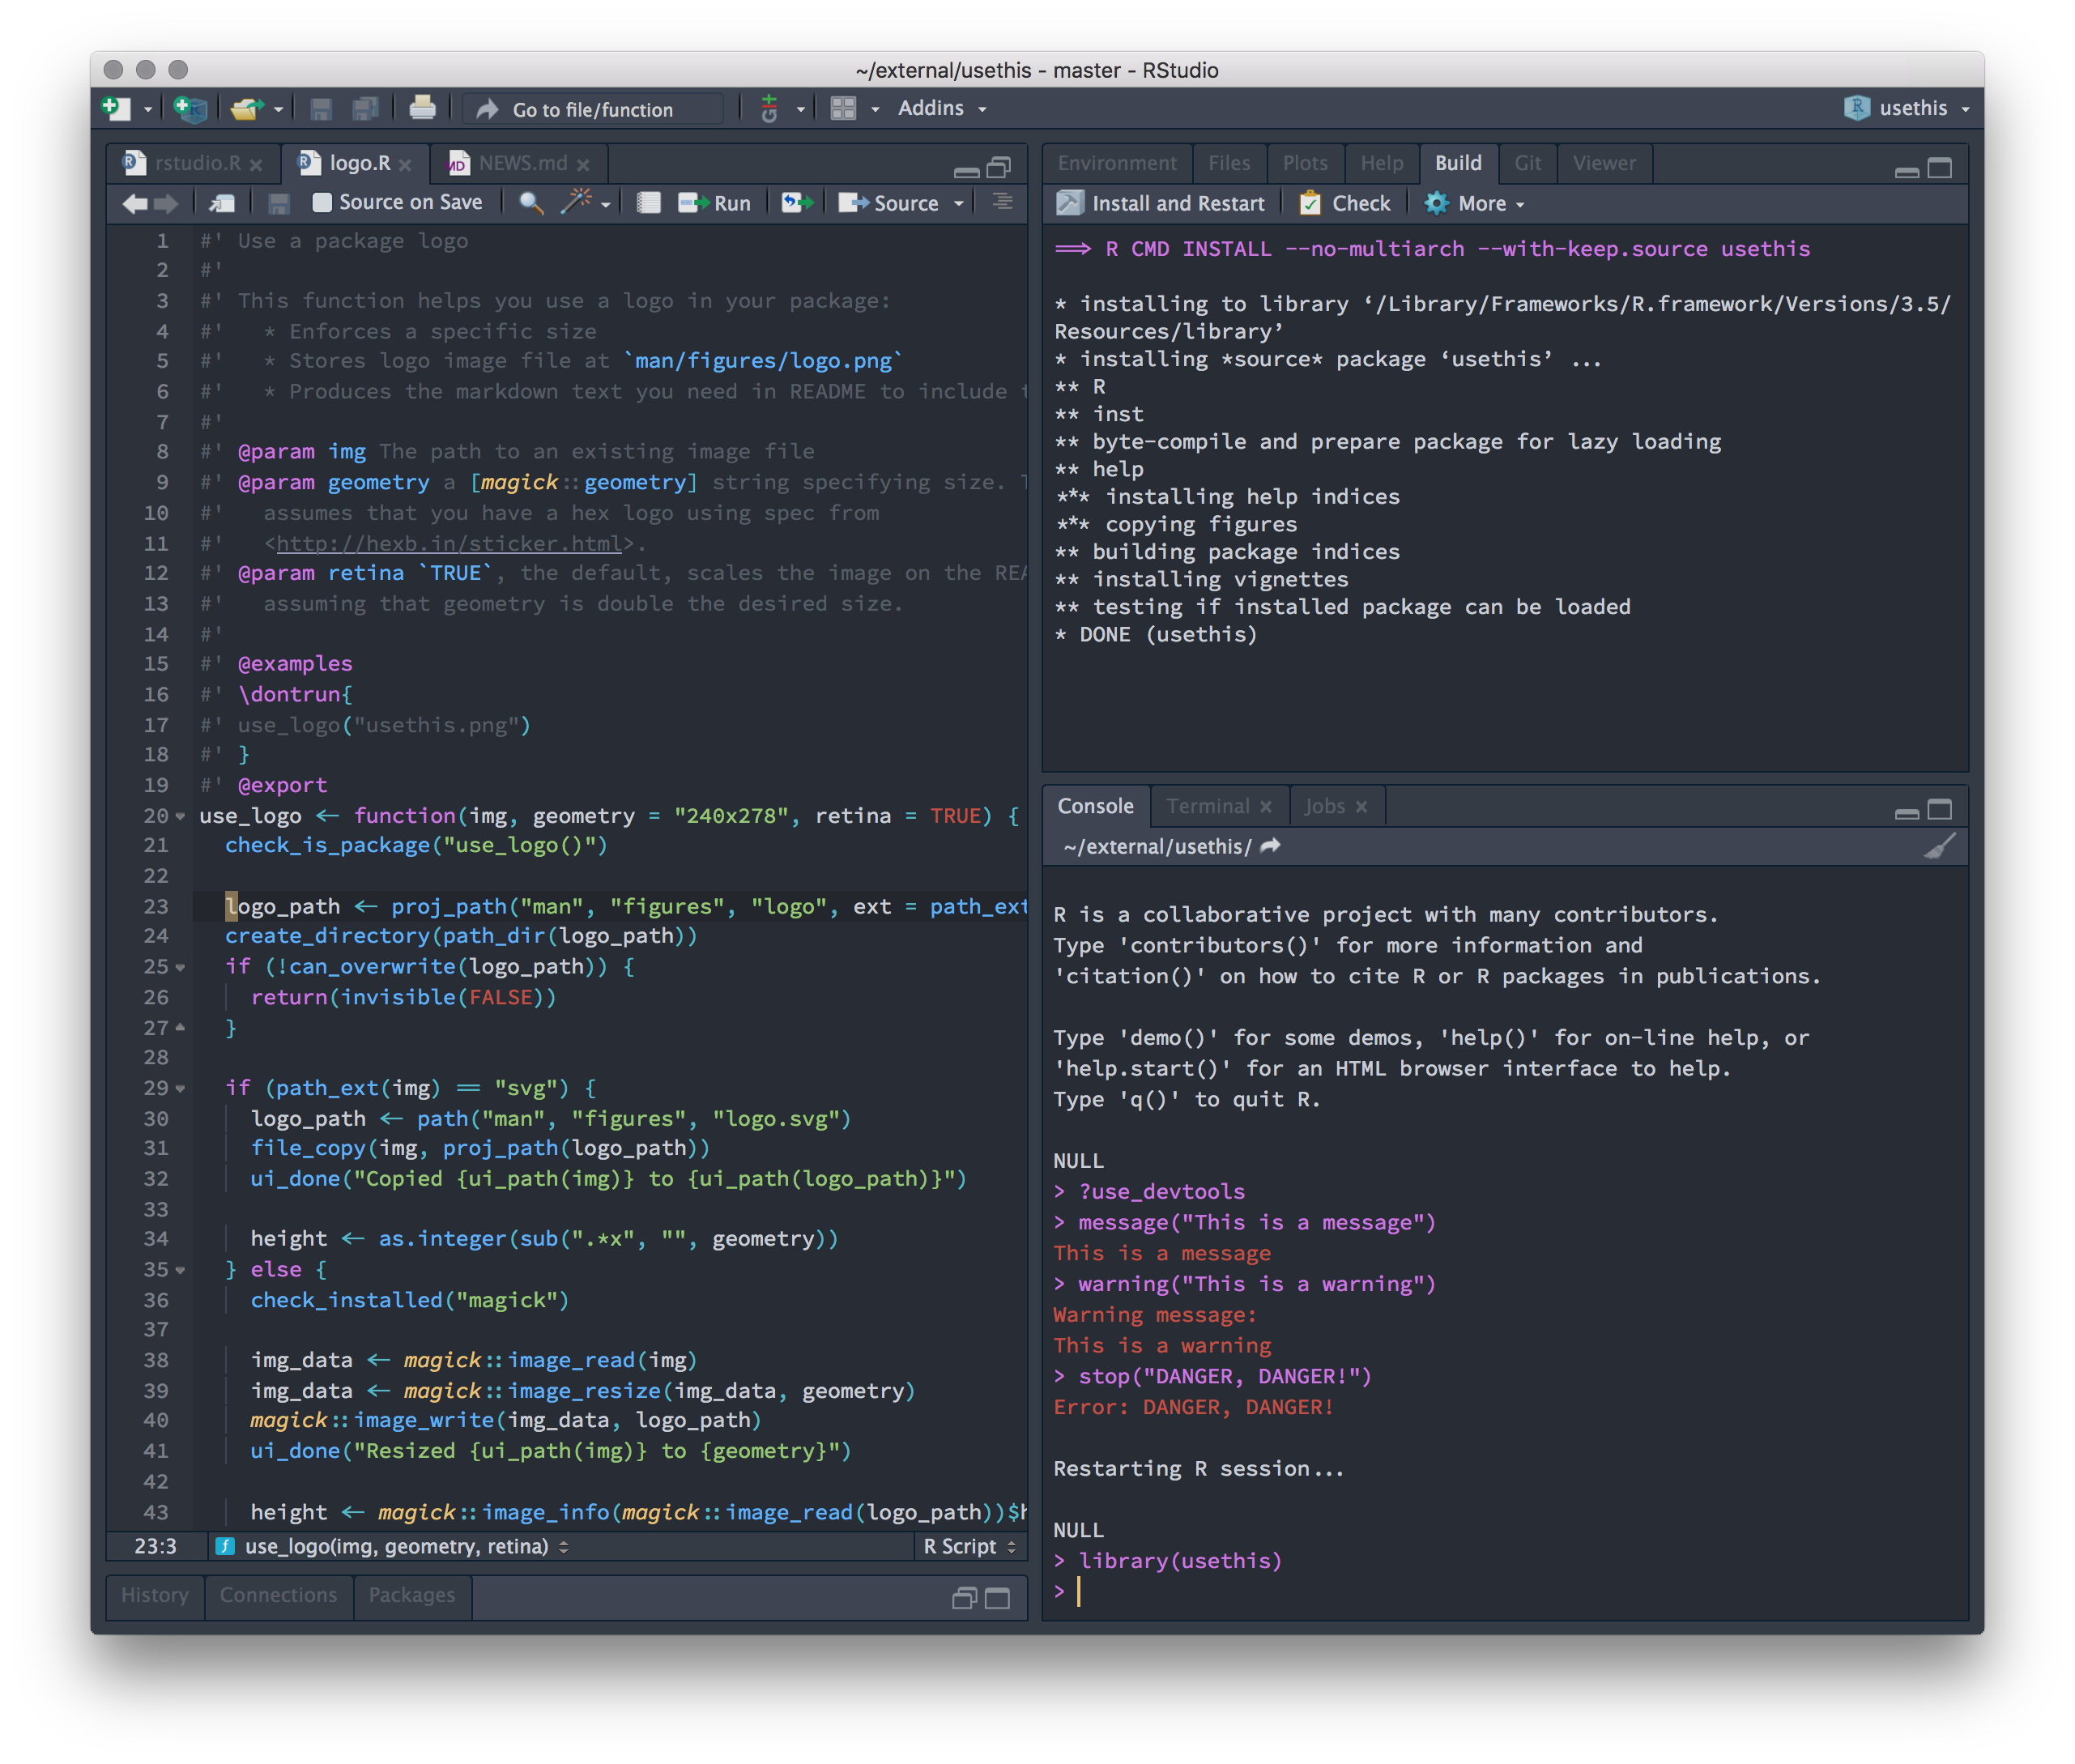 ~/external/usethis - master - RStudio
Go to file/function
Addins
usethis
rstudio.R
logo.R
NEWS.md
Source on Save
Run
Source
1 #' Use a package logo
2 #'
3 #' This function helps you use a logo in your package:
4 #'   * Enforces a specific size
5 #'   * Stores logo image file at `man/figures/logo.png`
6 #'   * Produces the markdown text you need in README to include t
7 #'
8 #' @param img The path to an existing image file
9 #' @param geometry a [magick::geometry] string specifying size. T
10 #'   assumes that you have a hex logo using spec from
11 #'   <http://hexb.in/sticker.html>.
12 #' @param retina `TRUE`, the default, scales the image on the REA
13 #'   assuming that geometry is double the desired size.
14 #'
15 #' @examples
16 #' \dontrun{
17 #' use_logo("usethis.png")
18 #' }
19 #' @export
20 use_logo <- function(img, geometry = "240x278", retina = TRUE) {
21   check_is_package("use_logo()")
22
23   logo_path <- proj_path("man", "figures", "logo", ext = path_ext
24   create_directory(path_dir(logo_path))
25   if (!can_overwrite(logo_path)) {
26     return(invisible(FALSE))
27   }
28
29   if (path_ext(img) == "svg") {
30     logo_path <- path("man", "figures", "logo.svg")
31     file_copy(img, proj_path(logo_path))
32     ui_done("Copied {ui_path(img)} to {ui_path(logo_path)}")
33
34     height <- as.integer(sub(".*x", "", geometry))
35   } else {
36     check_installed("magick")
37
38     img_data <- magick::image_read(img)
39     img_data <- magick::image_resize(img_data, geometry)
40     magick::image_write(img_data, logo_path)
41     ui_done("Resized {ui_path(img)} to {geometry}")
42
43     height <- magick::image_info(magick::image_read(logo_path))$h
23:3
use_logo(img, geometry, retina)
R Script
History
Connections
Packages
Environment
Files
Plots
Help
Build
Git
Viewer
Install and Restart
Check
More
==> R CMD INSTALL --no-multiarch --with-keep.source usethis
* installing to library ‘/Library/Frameworks/R.framework/Versions/3.5/
Resources/library’
* installing *source* package ‘usethis’ ...
** R
** inst
** byte-compile and prepare package for lazy loading
** help
*** installing help indices
*** copying figures
** building package indices
** installing vignettes
** testing if installed package can be loaded
* DONE (usethis)
Console
Terminal
Jobs
~/external/usethis/
R is a collaborative project with many contributors.
Type 'contributors()' for more information and
'citation()' on how to cite R or R packages in publications.
Type 'demo()' for some demos, 'help()' for on-line help, or
'help.start()' for an HTML browser interface to help.
Type 'q()' to quit R.
NULL
> ?use_devtools
> message("This is a message")
This is a message
> warning("This is a warning")
Warning message:
This is a warning
> stop("DANGER, DANGER!")
Error: DANGER, DANGER!
Restarting R session...
NULL
> library(usethis)
>